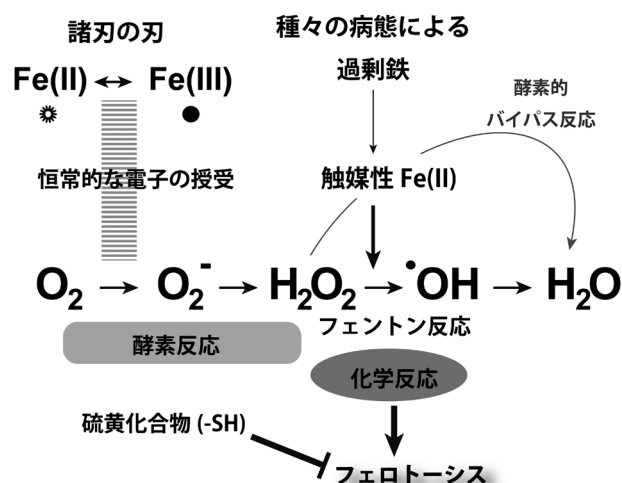 諸刃の刃
Fe(II) ↔ Fe(III)
種々の病態による
過剰鉄
酵素的
バイパス反応
恒常的な電子の授受
触媒性 Fe(II)
O₂ → O₂⁻ → H₂O₂ → •OH → H₂O
フェントン反応
酵素反応
化学反応
硫黄化合物 (-SH)
フェロトーシス